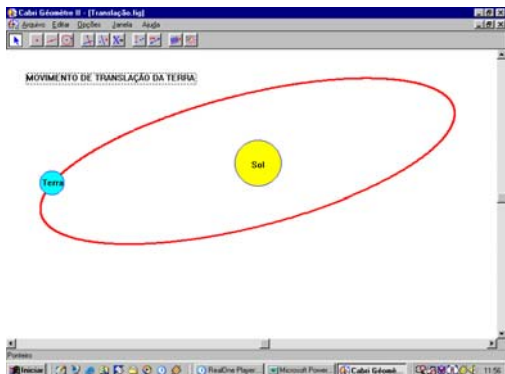 Cabri Géomètre II - [Translação.fig]
Arquivo Editar Opções Janela Ajuda
MOVIMENTO DE TRANSLAÇÃO DA TERRA
Terra
Sol
Ponteiro
Iniciar
RealOne Player...
Microsoft Power...
Cabri Géomè...
11:56